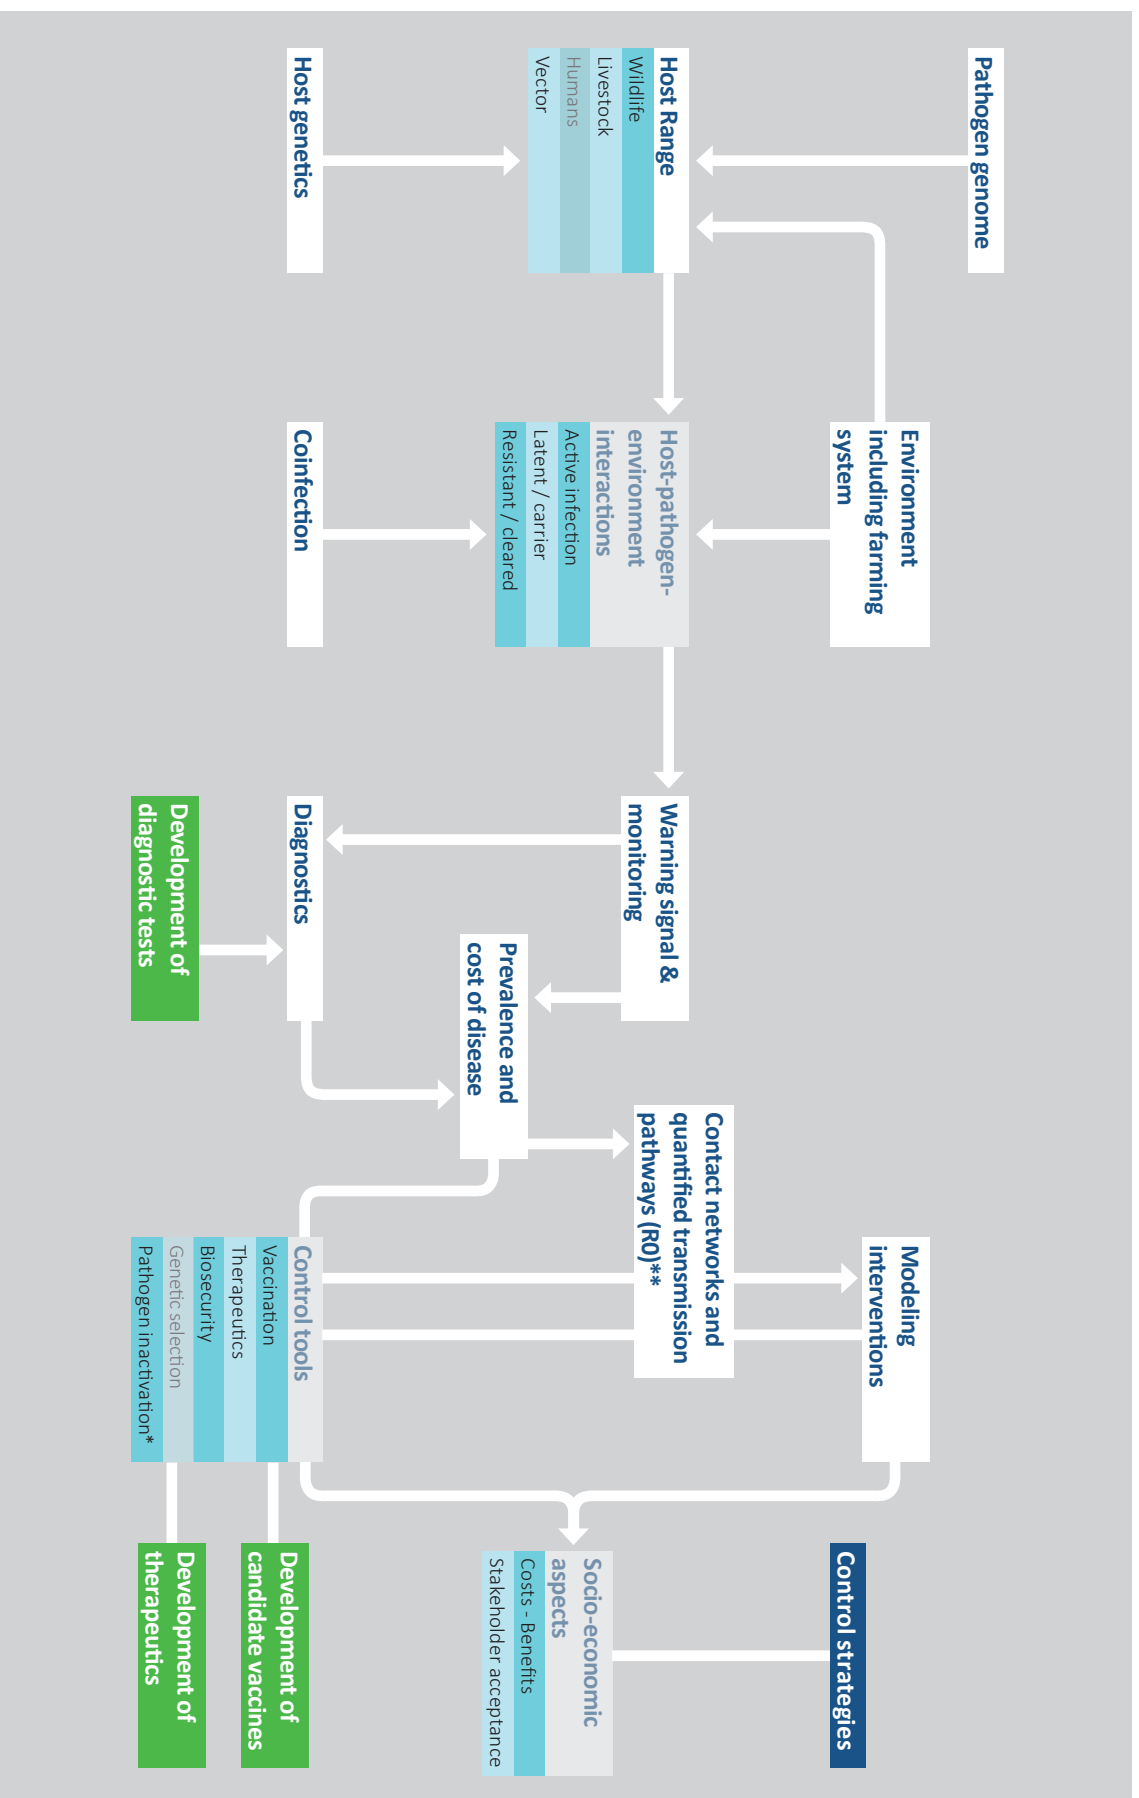 Pathogen genome
Environment
including farming
system
Modeling
interventions
Control strategies
Host Range
Wildlife
Livestock
Humans
Vector
Host-pathogen-
environment
interactions
Active infection
Latent / carrier
Resistant / cleared
Warning signal &
monitoring
Contact networks and
quantified transmission
pathways (R0)**
Prevalence and
cost of disease
Socio-economic
aspects
Costs - Benefits
Stakeholder acceptance
Host genetics
Coinfection
Diagnostics
Control tools
Vaccination
Therapeutics
Biosecurity
Genetic selection
Pathogen inactivation*
Development of
candidate vaccines
Development of
diagnostic tests
Development of
therapeutics